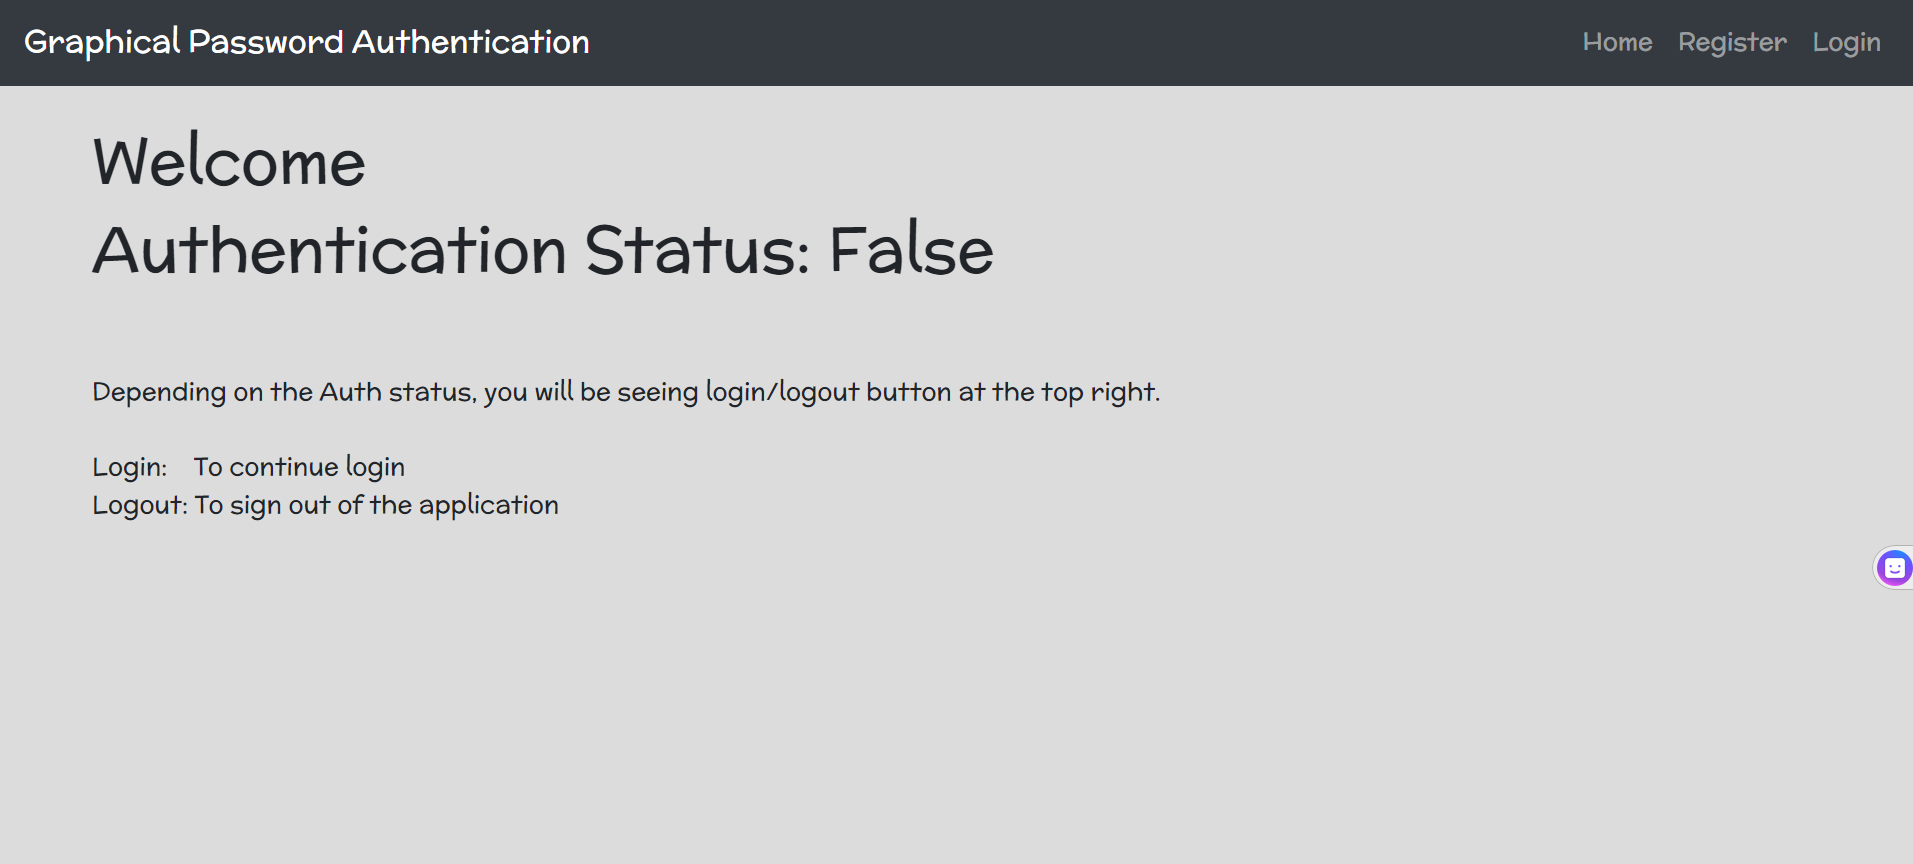 Graphical Password Authentication
Home Register Login
Welcome
Authentication Status: False
Depending on the Auth status, you will be seeing login/logout button at the top right.
Login: To continue login
Logout: To sign out of the application